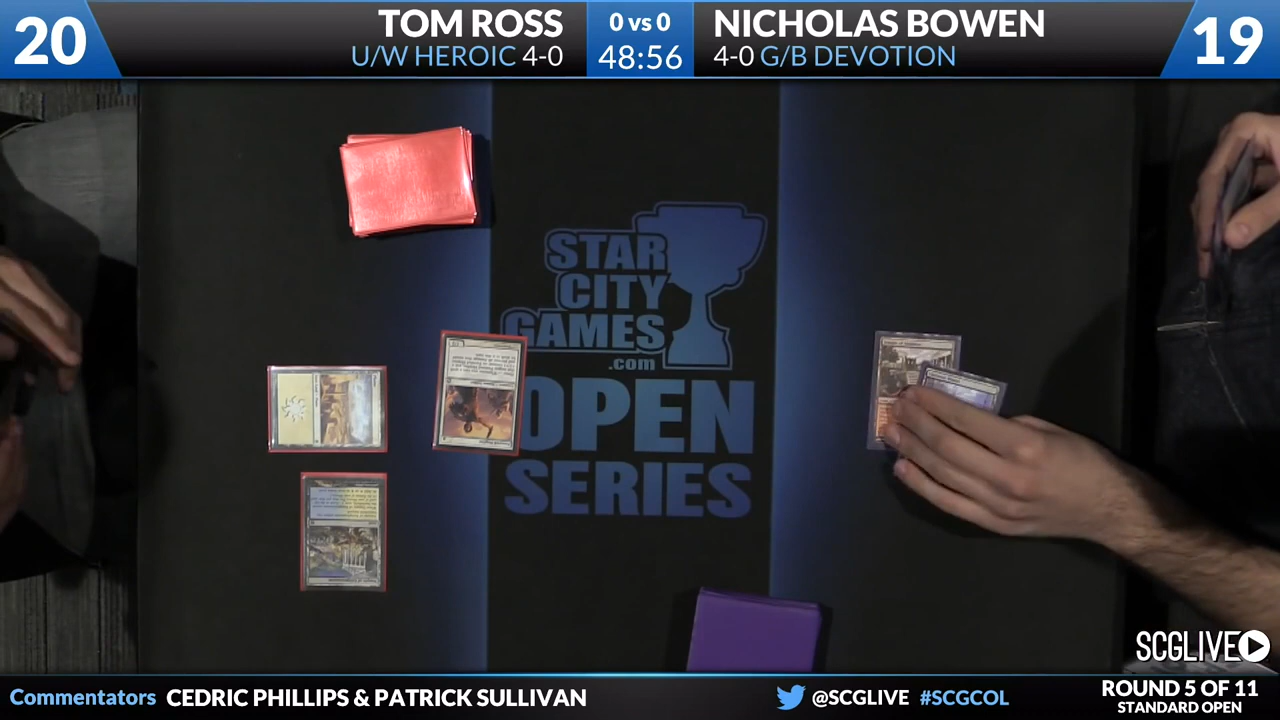 20
TOM ROSS
U/W HEROIC 4-0
0 vs 0
48:56
NICHOLAS BOWEN
4-0 G/B DEVOTION
19
STAR
CITY
GAMES
.com
OPEN
SERIES
SCGLIVE
Commentators CEDRIC PHILLIPS & PATRICK SULLIVAN
@SCGLIVE #SCGCOL
ROUND 5 OF 11
STANDARD OPEN